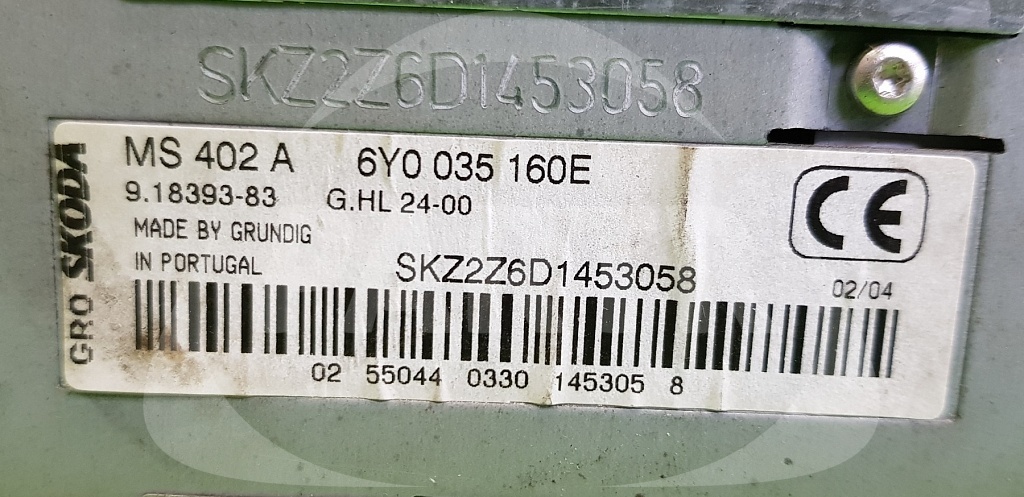 SKZ2Z6D1453058
GRO SKODA
MS 402 A 6Y0 035 160E
9.18393-83 G.HL 24-00
MADE BY GRUNDIG
IN PORTUGAL
SKZ2Z6D1453058
CE
02/04
02 55044 0330 145305 8